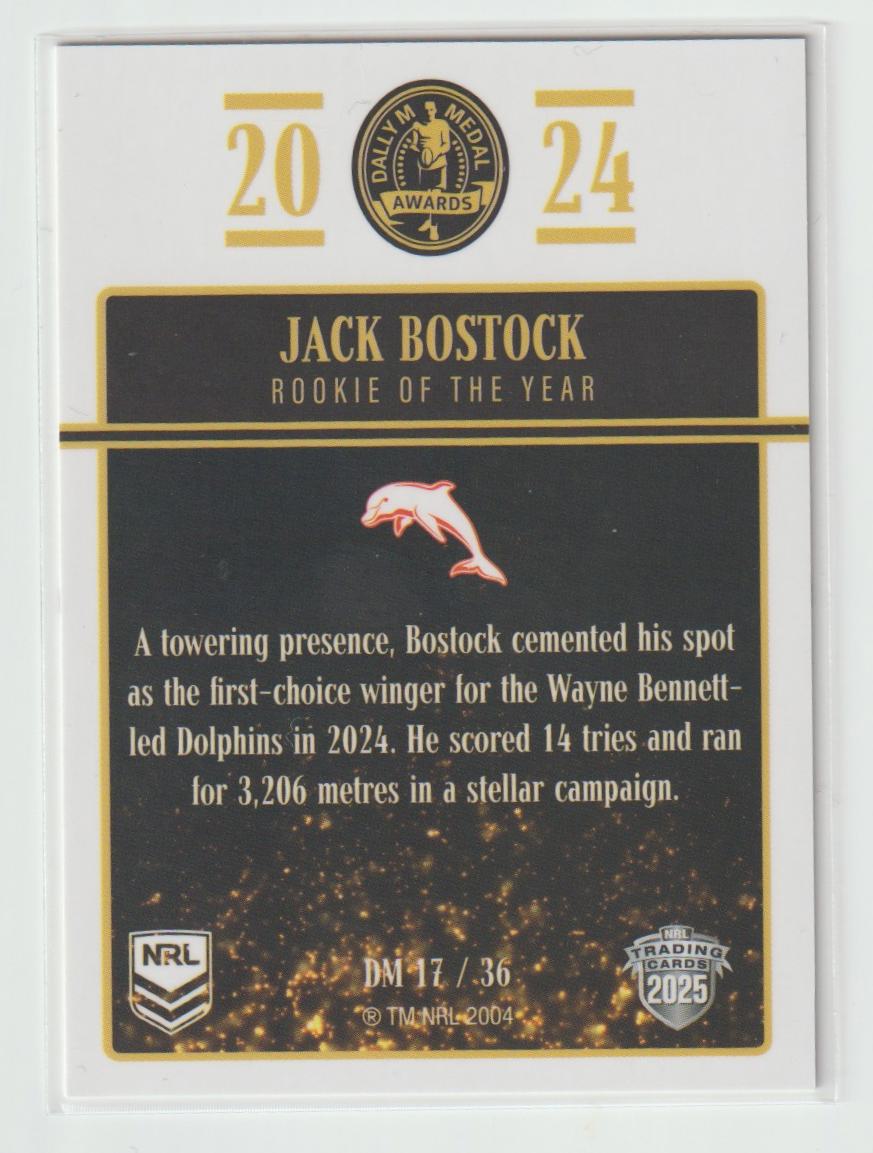 20 24
DALLY M MEDAL
AWARDS
JACK BOSTOCK
ROOKIE OF THE YEAR
A towering presence, Bostock cemented his spot
as the first-choice winger for the Wayne Bennett-
led Dolphins in 2024. He scored 14 tries and ran
for 3,206 metres in a stellar campaign.
NRL
DM 17 / 36
® TM NRL 2004
NRL
TRADING
CARDS
2025